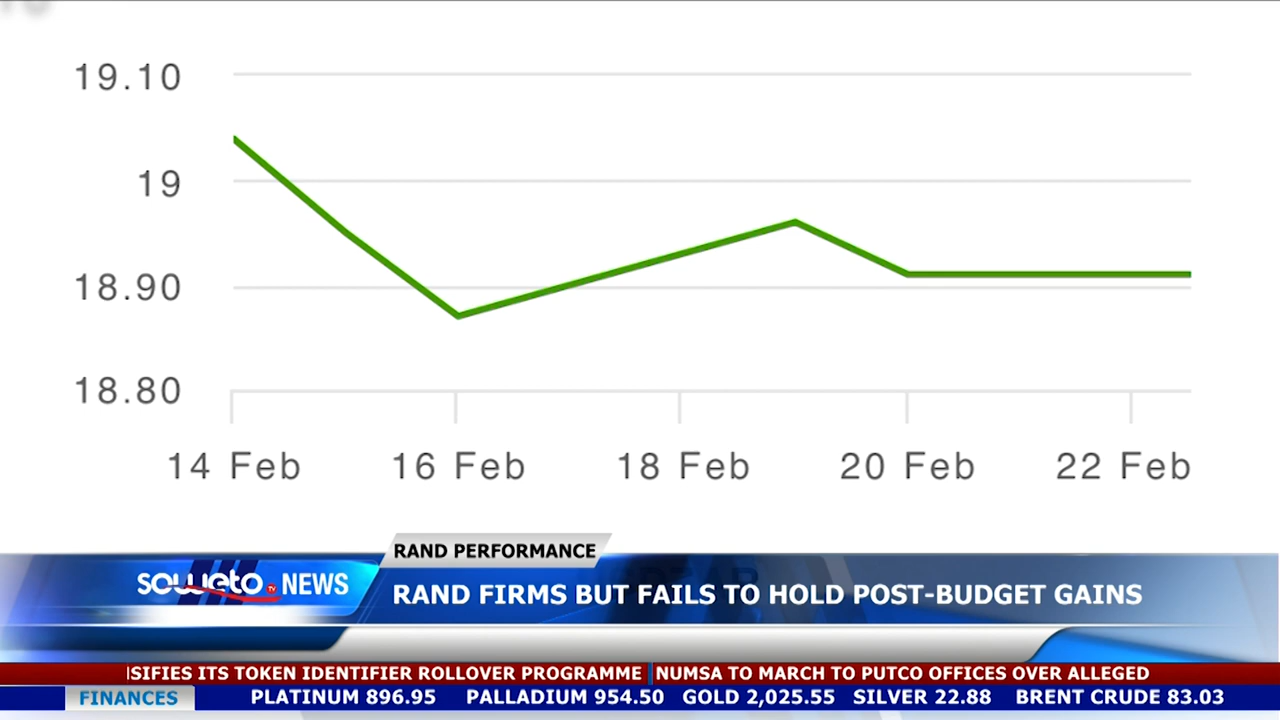 19.10
19
18.90
18.80
14 Feb 16 Feb 18 Feb 20 Feb 22 Feb
RAND PERFORMANCE
soweto TV NEWS
RAND FIRMS BUT FAILS TO HOLD POST-BUDGET GAINS
SIFIES ITS TOKEN IDENTIFIER ROLLOVER PROGRAMME NUMSA TO MARCH TO PUTCO OFFICES OVER ALLEGED
FINANCES PLATINUM 896.95 PALLADIUM 954.50 GOLD 2,025.55 SILVER 22.88 BRENT CRUDE 83.03